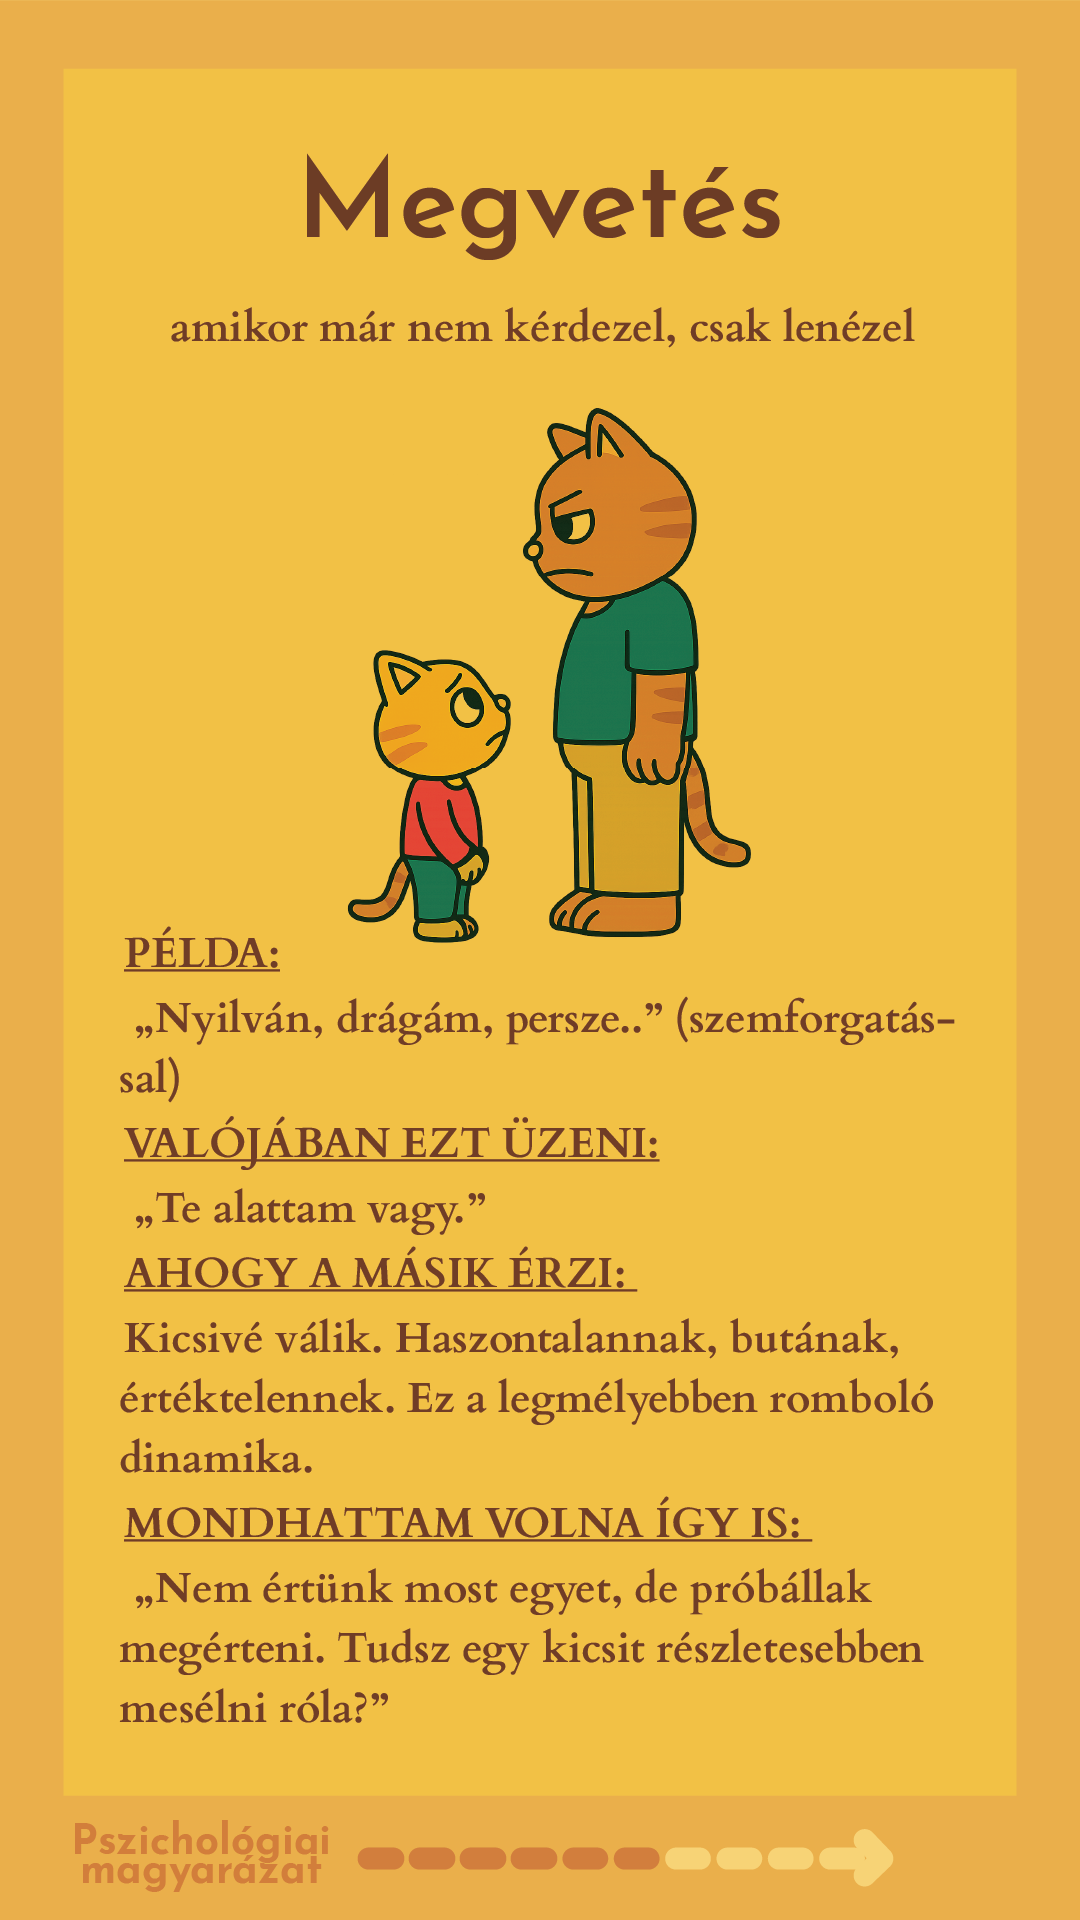 Megvetés
amikor már nem kérdezel, csak lenézel
PÉLDA:
„Nyilván, drágám, persze..” (szemforgatás-
sal)
VALÓJÁBAN EZT ÜZENI:
„Te alattam vagy.”
AHOGY A MÁSIK ÉRZI:
Kicsivé válik. Haszontalannak, butának,
értéktelennek. Ez a legmélyebben romboló
dinamika.
MONDHATTAM VOLNA ÍGY IS:
„Nem értünk most egyet, de próbállak
megérteni. Tudsz egy kicsit részletesebben
mesélni róla?”
Pszichológiai
magyarázat